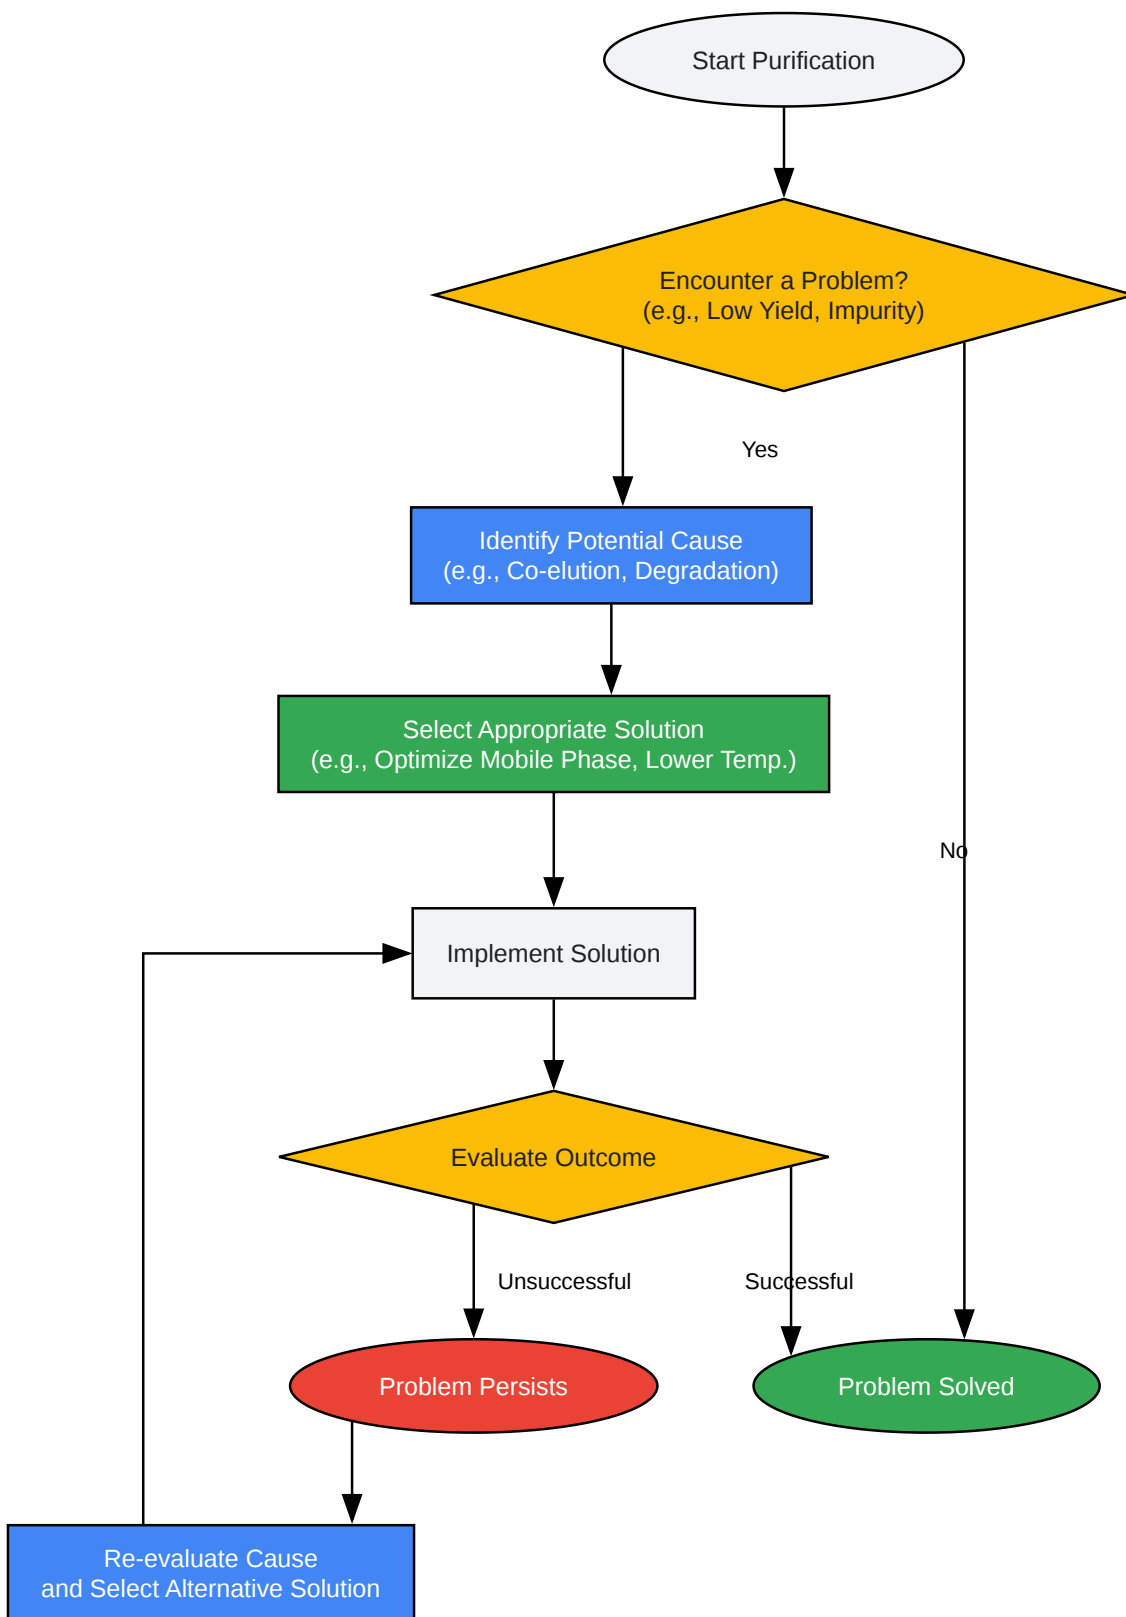 Start Purification
Encounter a Problem?
(e.g., Low Yield, Impurity)
Yes
Identify Potential Cause
(e.g., Co-elution, Degradation)
Select Appropriate Solution
(e.g., Optimize Mobile Phase, Lower Temp.)
No
Implement Solution
Evaluate Outcome
Unsuccessful
Successful
Problem Persists
Problem Solved
Re-evaluate Cause
and Select Alternative Solution